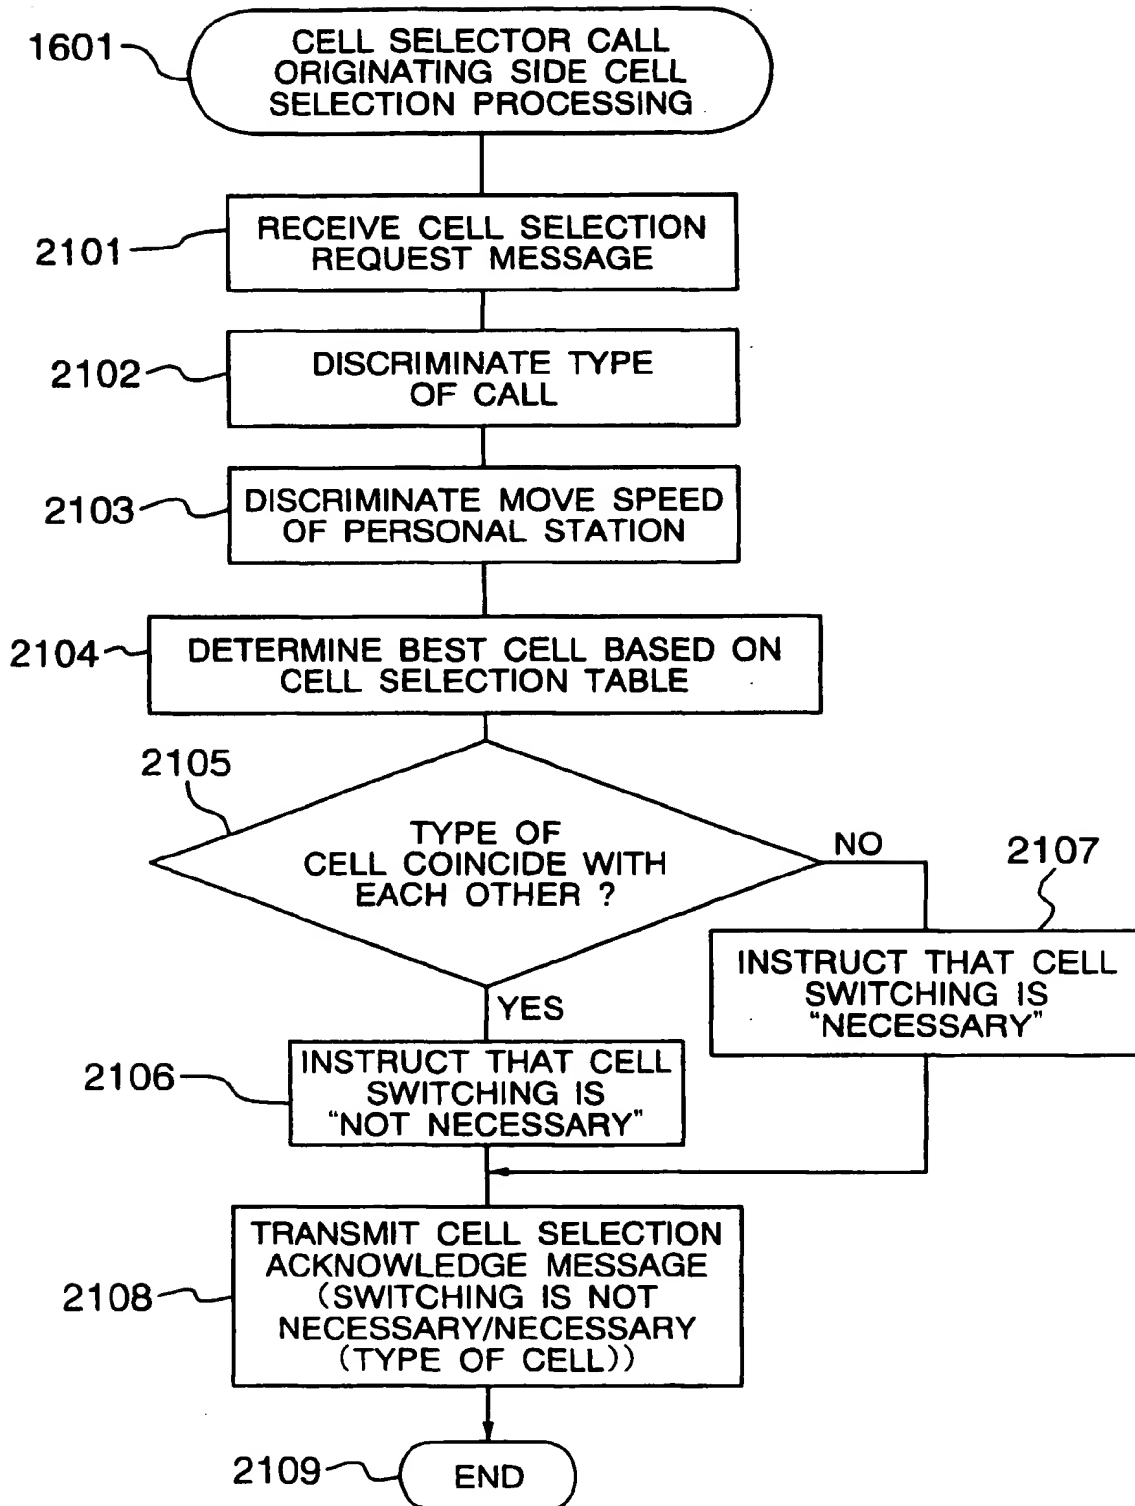 1601
CELL SELECTOR CALL
ORIGINATING SIDE CELL
SELECTION PROCESSING
2101
RECEIVE CELL SELECTION
REQUEST MESSAGE
2102
DISCRIMINATE TYPE
OF CALL
2103
DISCRIMINATE MOVE SPEED
OF PERSONAL STATION
2104
DETERMINE BEST CELL BASED ON
CELL SELECTION TABLE
2105
TYPE OF
CELL COINCIDE WITH
EACH OTHER ?
NO
2107
INSTRUCT THAT CELL
SWITCHING IS
"NECESSARY"
YES
2106
INSTRUCT THAT CELL
SWITCHING IS
"NOT NECESSARY"
2108
TRANSMIT CELL SELECTION
ACKNOWLEDGE MESSAGE
(SWITCHING IS NOT
NECESSARY/NECESSARY
(TYPE OF CELL))
2109
END